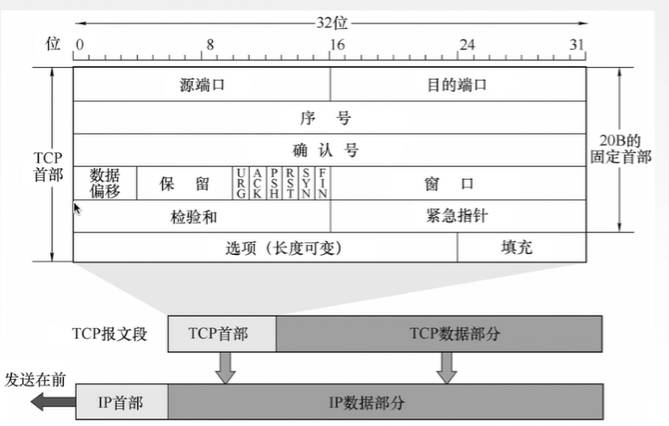 32位
位 0 8 16 24 31
源端口 目的端口
序 号
确 认 号
TCP
首部
20B的
固定首部
数据
偏移
保 留
URG ACK PSH RST SYN FIN
窗 口
检验和 紧急指针
选项（长度可变） 填充
TCP报文段 TCP首部 TCP数据部分
发送在前
IP首部 IP数据部分